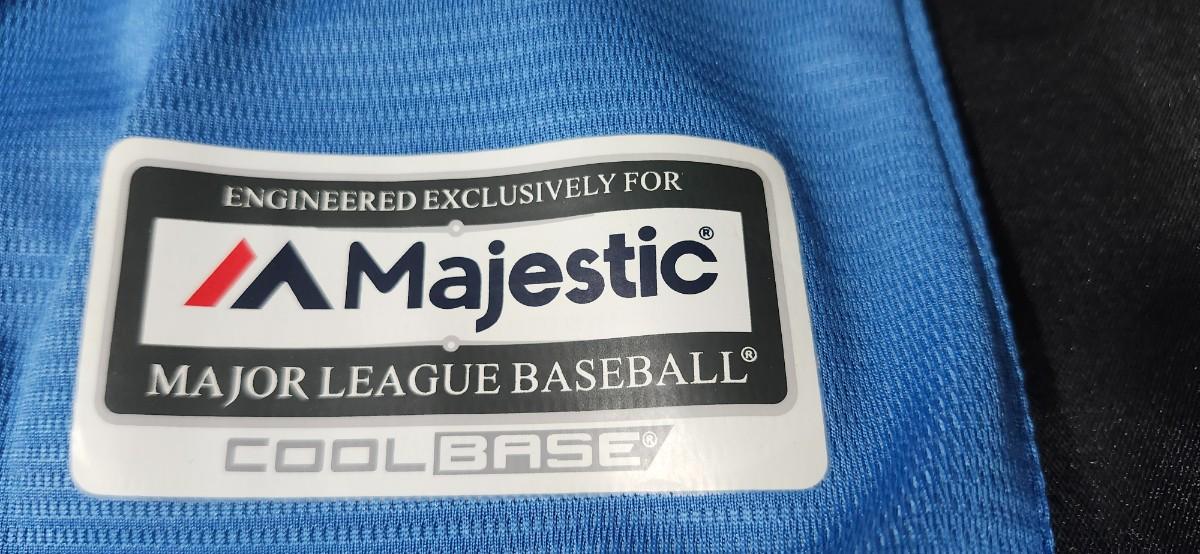 ENGINEERED EXCLUSIVELY FOR
Majestic®
MAJOR LEAGUE BASEBALL®
COOLBASE®